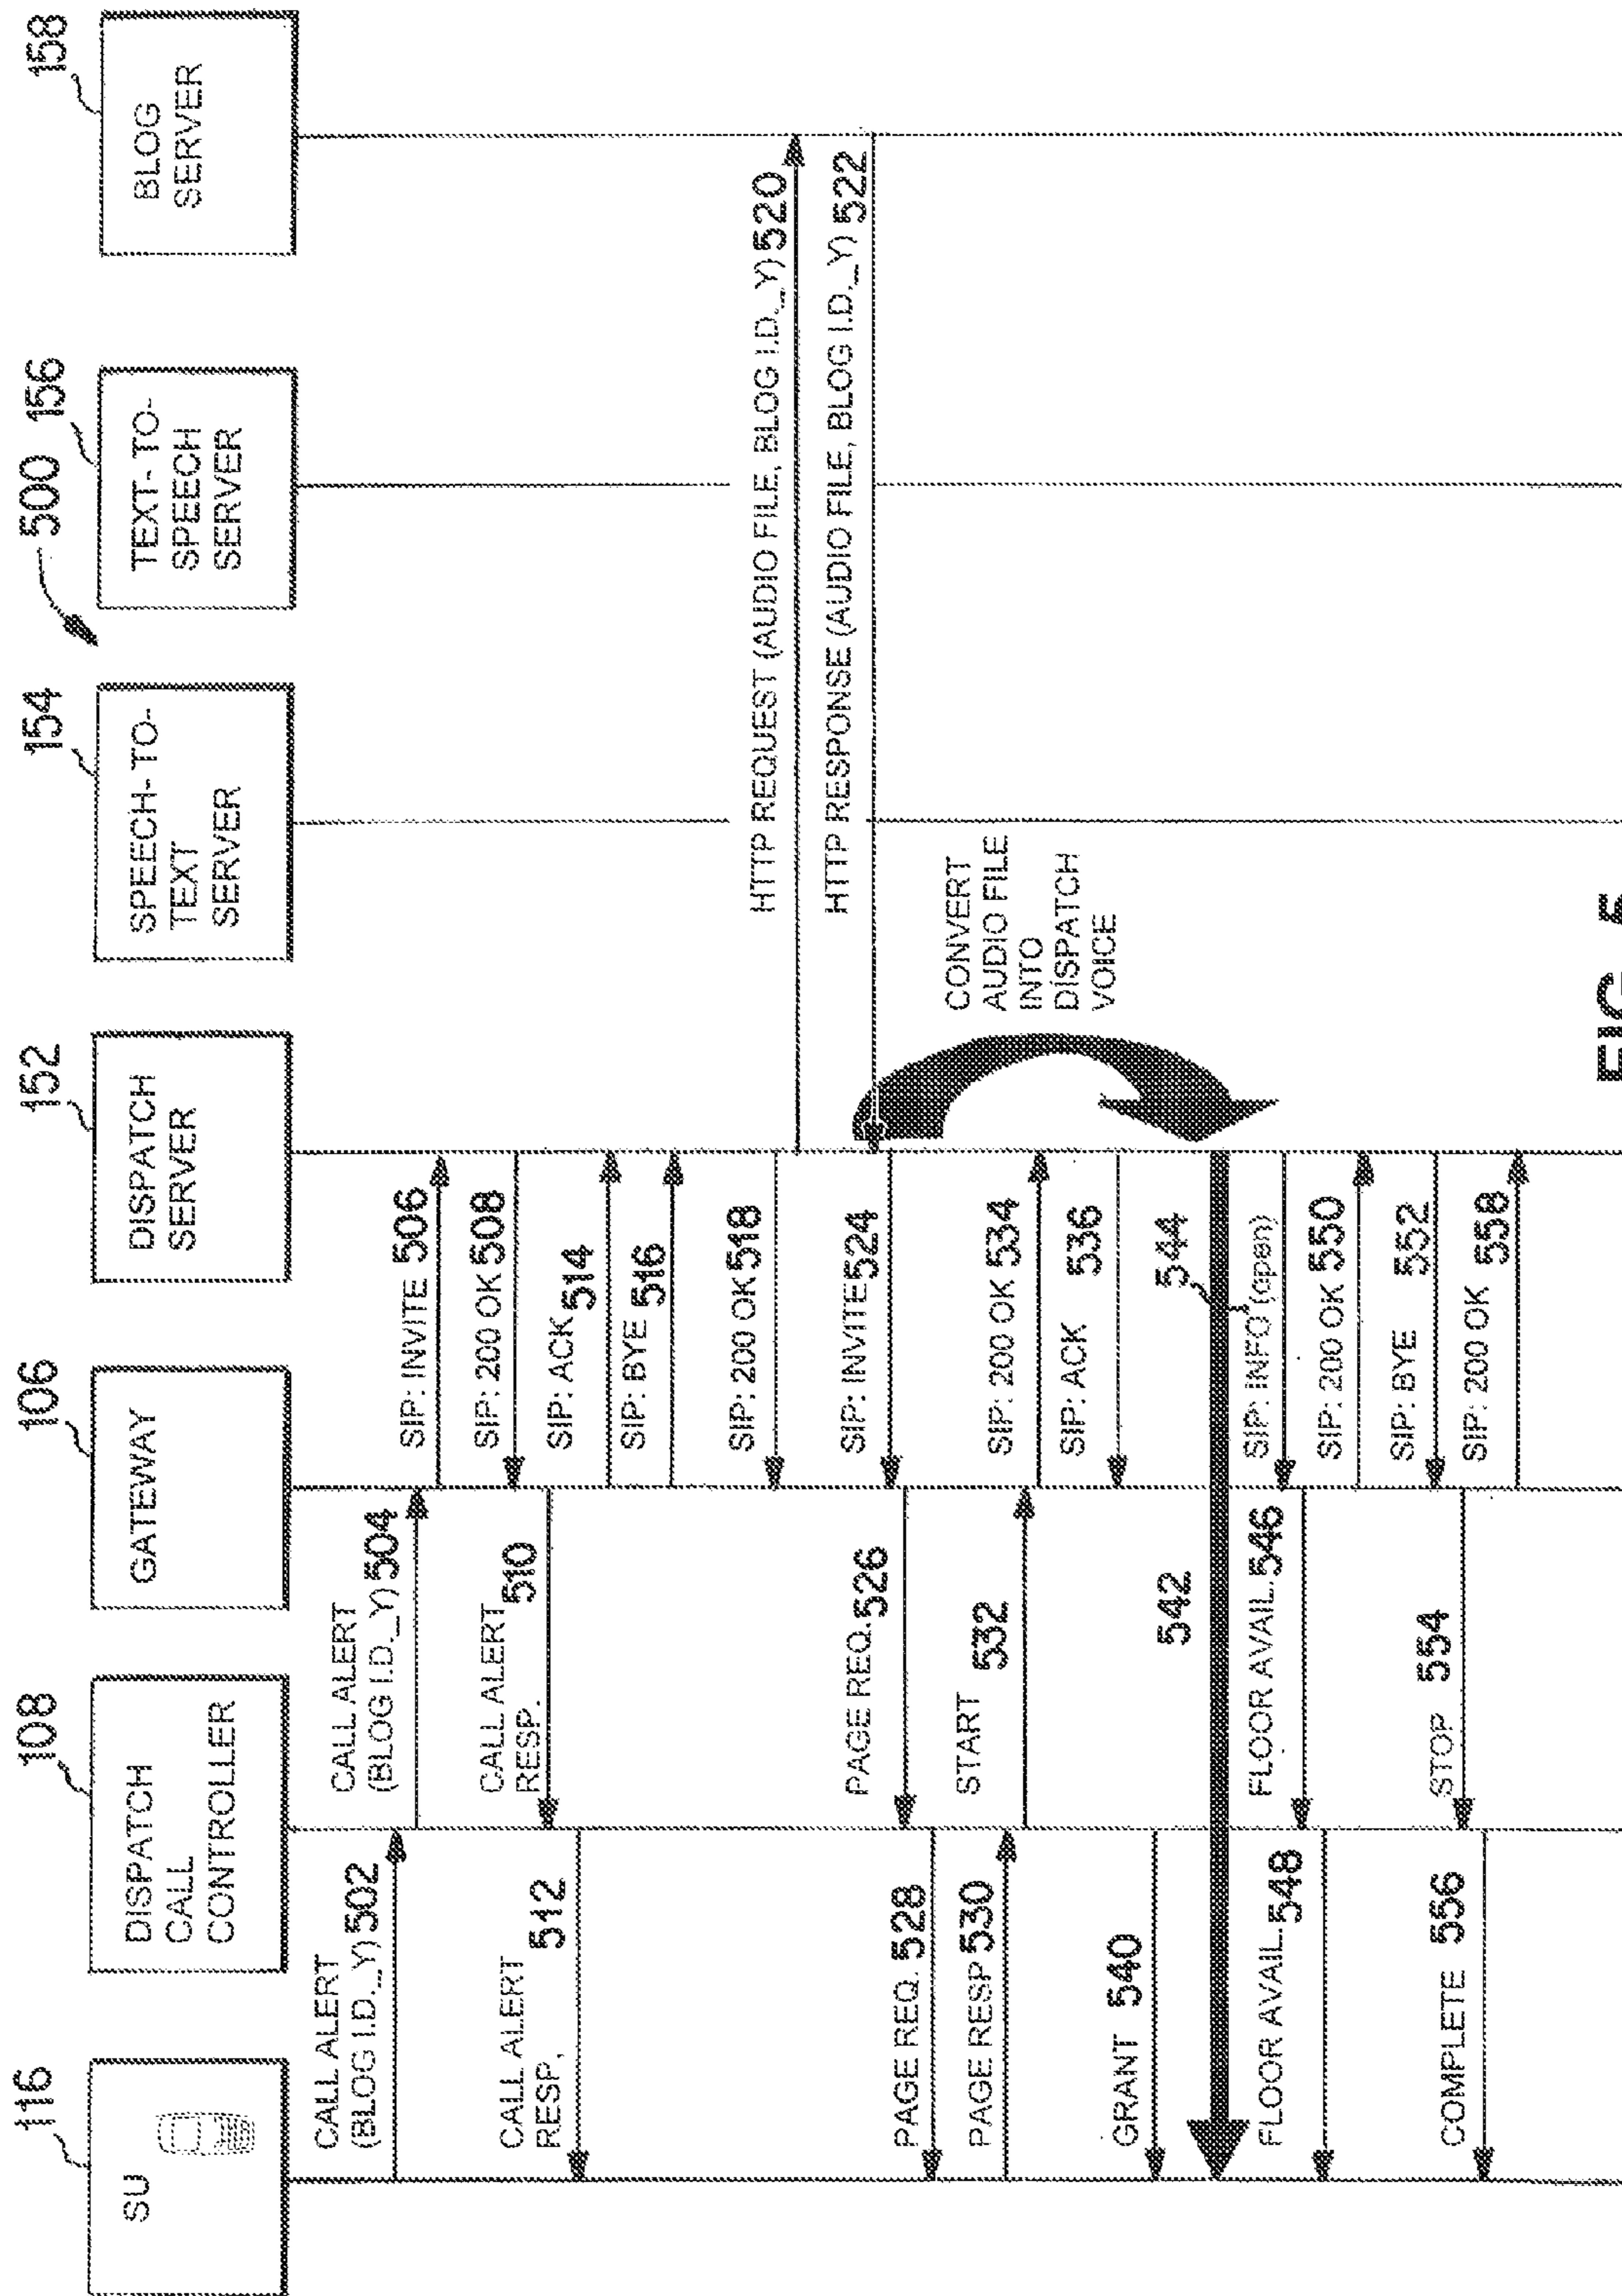 116
SU
108
DISPATCH
CALL
CONTROLLER
106
GATEWAY
152
DISPATCH
SERVER
154
SPEECH-TO-
TEXT
SERVER
500
156
TEXT-TO-
SPEECH
SERVER
158
BLOG
SERVER
CALL ALERT
(BLOG I.D._Y) 502
CALL ALERT
(BLOG I.D._Y) 504
SIP: INVITE 506
SIP: 200 OK 508
CALL ALERT
RESP. 510
CALL ALERT
RESP. 512
SIP: ACK 514
SIP: BYE 516
SIP: 200 OK 518
HTTP REQUEST (AUDIO FILE, BLOG I.D._Y) 520
HTTP RESPONSE (AUDIO FILE, BLOG I.D._Y) 522
SIP: INVITE 524
PAGE REQ. 526
PAGE REQ. 528
PAGE RESP 530
START 532
SIP: 200 OK 534
SIP: ACK 536
CONVERT
AUDIO FILE
INTO
DISPATCH
VOICE
GRANT 540
542
544
SIP: INFO (open)
FLOOR AVAIL. 546
FLOOR AVAIL. 548
SIP: 200 OK 550
SIP: BYE 552
STOP 554
COMPLETE 556
SIP: 200 OK 558
FIG. 5